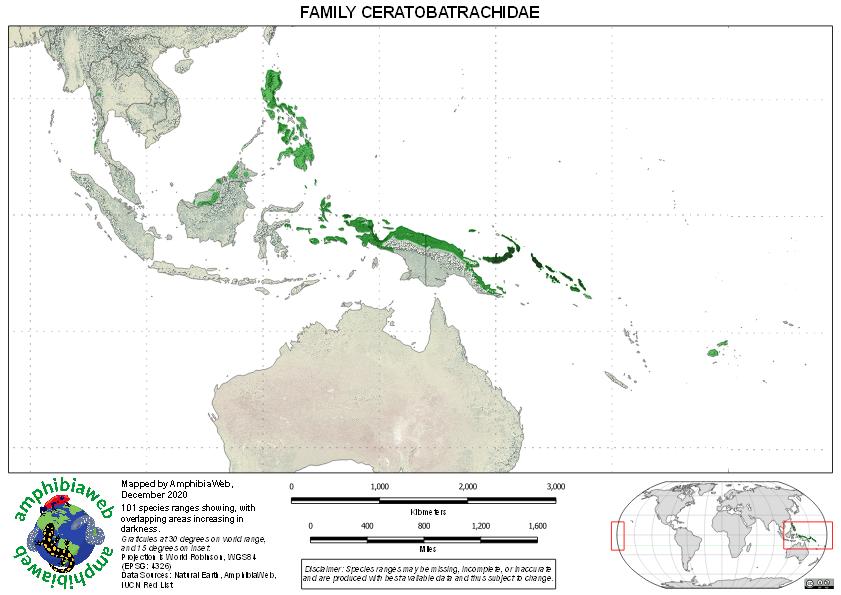 FAMILY CERATOBATRACHIDAE
amphibiaweb
amphibiaweb
Mapped by AmphibiaWeb,
December 2020
101 species ranges showing, with
overlapping areas increasing in
darkness.
Graticules at 30 degrees on world range,
and 15 degrees on inset.
Projection is World Robinson, WGS84
(EPSG: 4326)
Data Sources: Natural Earth, AmphibiaWeb,
IUCN Red List
0 1,000 2,000 3,000
Kilometers
0 400 800 1,200 1,600
Miles
Disclaimer: Species ranges may be missing, incomplete, or inaccurate
and are produced with best available data and thus subject to change.